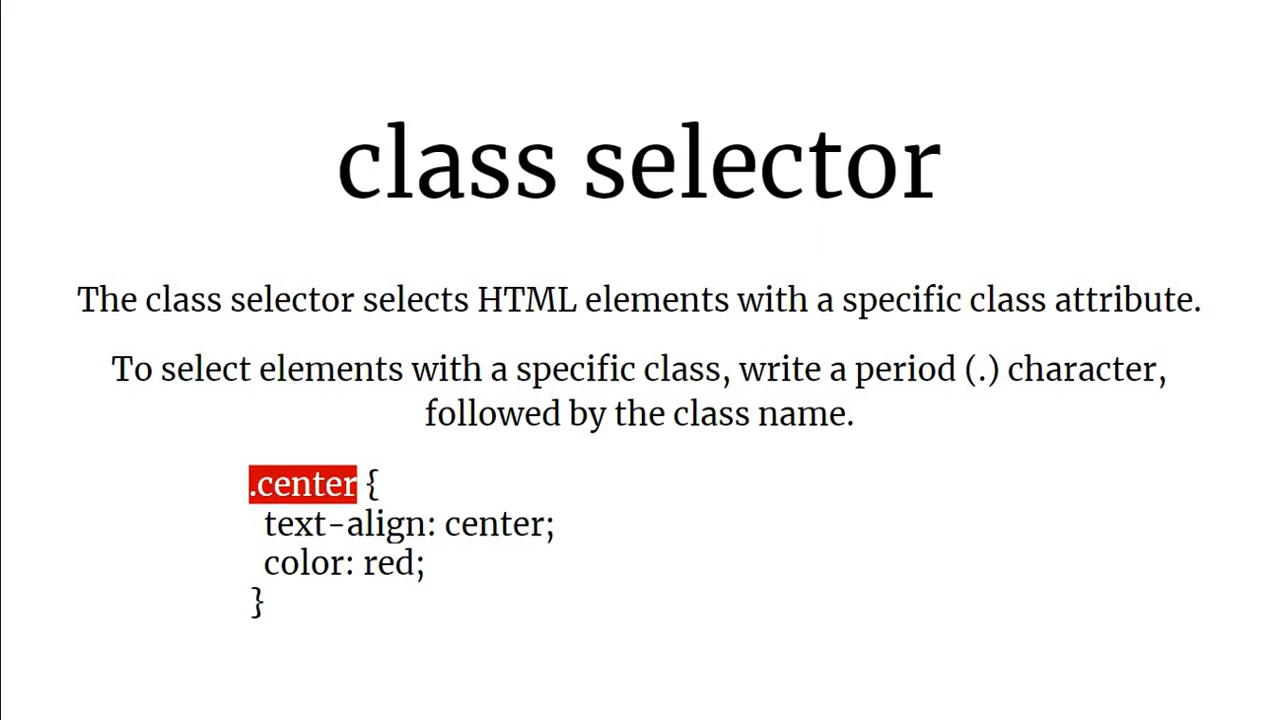 class selector
The class selector selects HTML elements with a specific class attribute.
To select elements with a specific class, write a period (.) character,
followed by the class name.
.center {
text-align: center;
color: red;
}